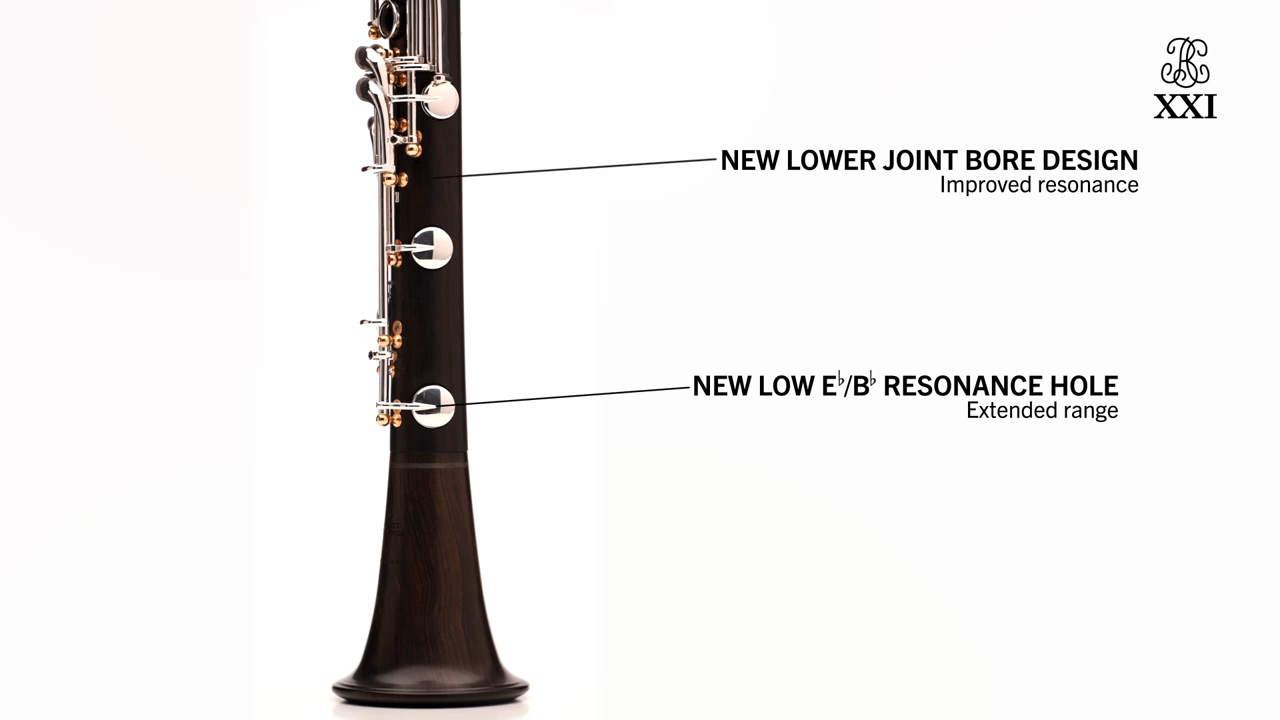 XXI
NEW LOWER JOINT BORE DESIGN
Improved resonance
NEW LOW E♭/B♭ RESONANCE HOLE
Extended range